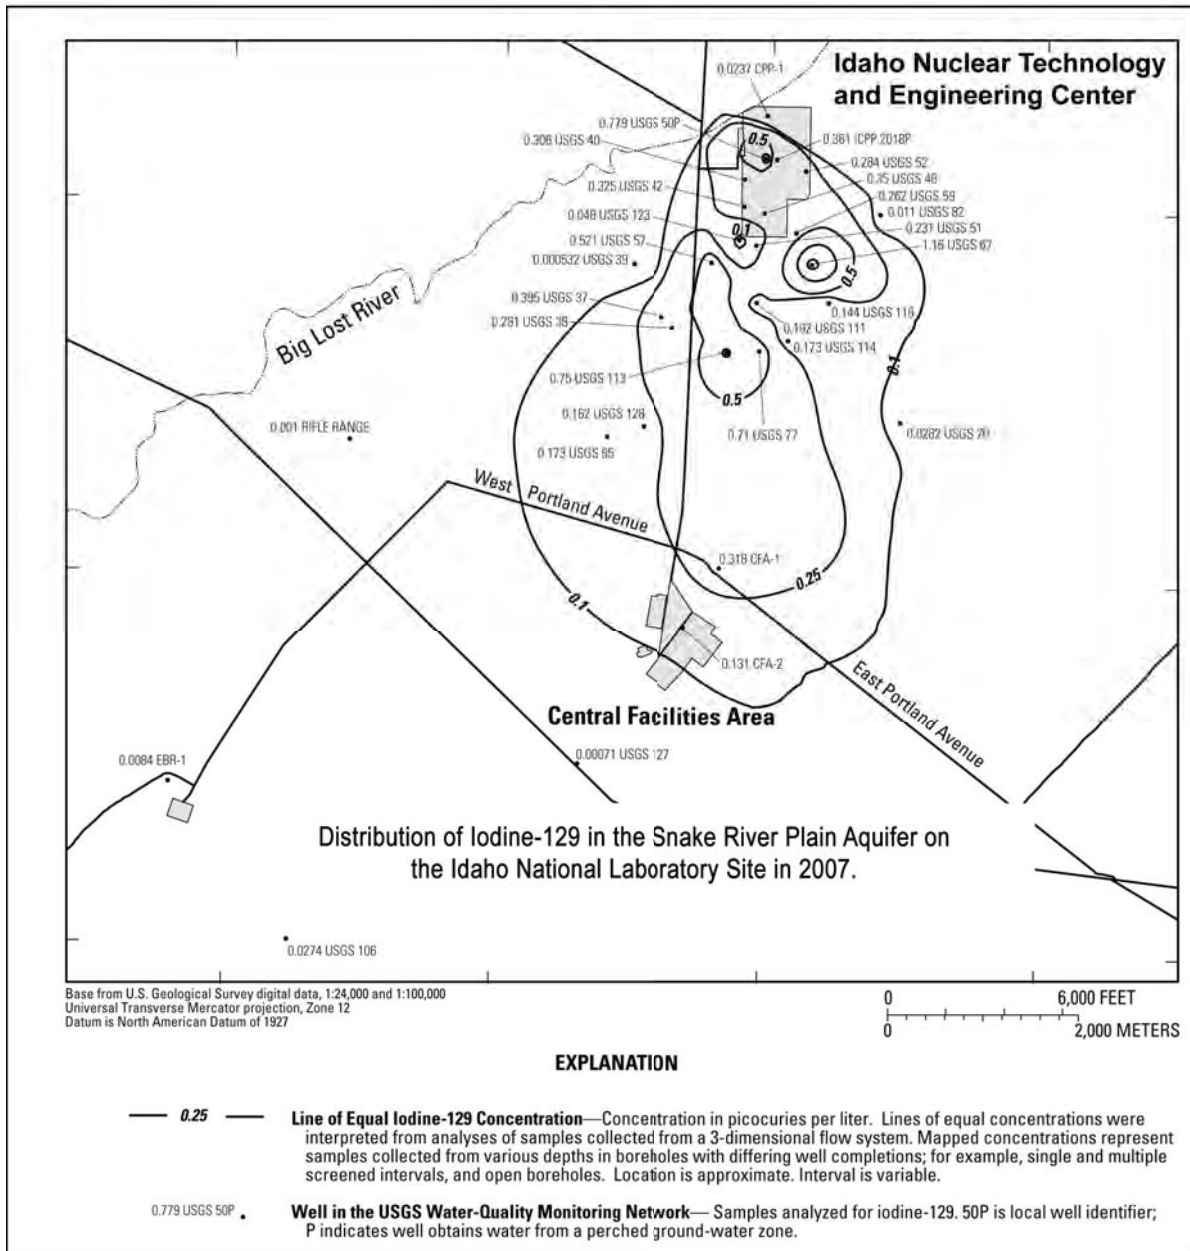 Idaho Nuclear Technology
and Engineering Center
0.0237 CPP-1
0.779 USGS 50P
0.306 USGS 40
0.5
0.361 ICPP 2018P
0.284 USGS 52
0.35 USGS 48
0.325 USGS 42
0.262 USGS 59
0.048 USGS 123
0.011 USGS 82
0.1
0.231 USGS 51
0.521 USGS 57
1.16 USGS 67
0.000532 USGS 39
0.5
Big Lost River
0.395 USGS 37
0.144 USGS 116
0.281 USGS 38
0.162 USGS 111
0.173 USGS 114
0.1
0.75 USGS 113
0.5
0.162 USGS 128
0.001 RIFLE RANGE
0.71 USGS 77
0.0282 USGS 20
0.173 USGS 85
West Portland Avenue
0.318 CFA-1
0.25
0.1
0.131 CFA-2
East Portland Avenue
Central Facilities Area
0.0084 EBR-1
0.00071 USGS 127
Distribution of Iodine-129 in the Snake River Plain Aquifer on
the Idaho National Laboratory Site in 2007.
0.0274 USGS 106
Base from U.S. Geological Survey digital data, 1:24,000 and 1:100,000
Universal Transverse Mercator projection, Zone 12
Datum is North American Datum of 1927
0 6,000 FEET
0 2,000 METERS
EXPLANATION
0.25 Line of Equal Iodine-129 Concentration—Concentration in picocuries per liter. Lines of equal concentrations were
interpreted from analyses of samples collected from a 3-dimensional flow system. Mapped concentrations represent
samples collected from various depths in boreholes with differing well completions; for example, single and multiple
screened intervals, and open boreholes. Location is approximate. Interval is variable.
0.779 USGS 50P Well in the USGS Water-Quality Monitoring Network— Samples analyzed for iodine-129. 50P is local well identifier;
P indicates well obtains water from a perched ground-water zone.